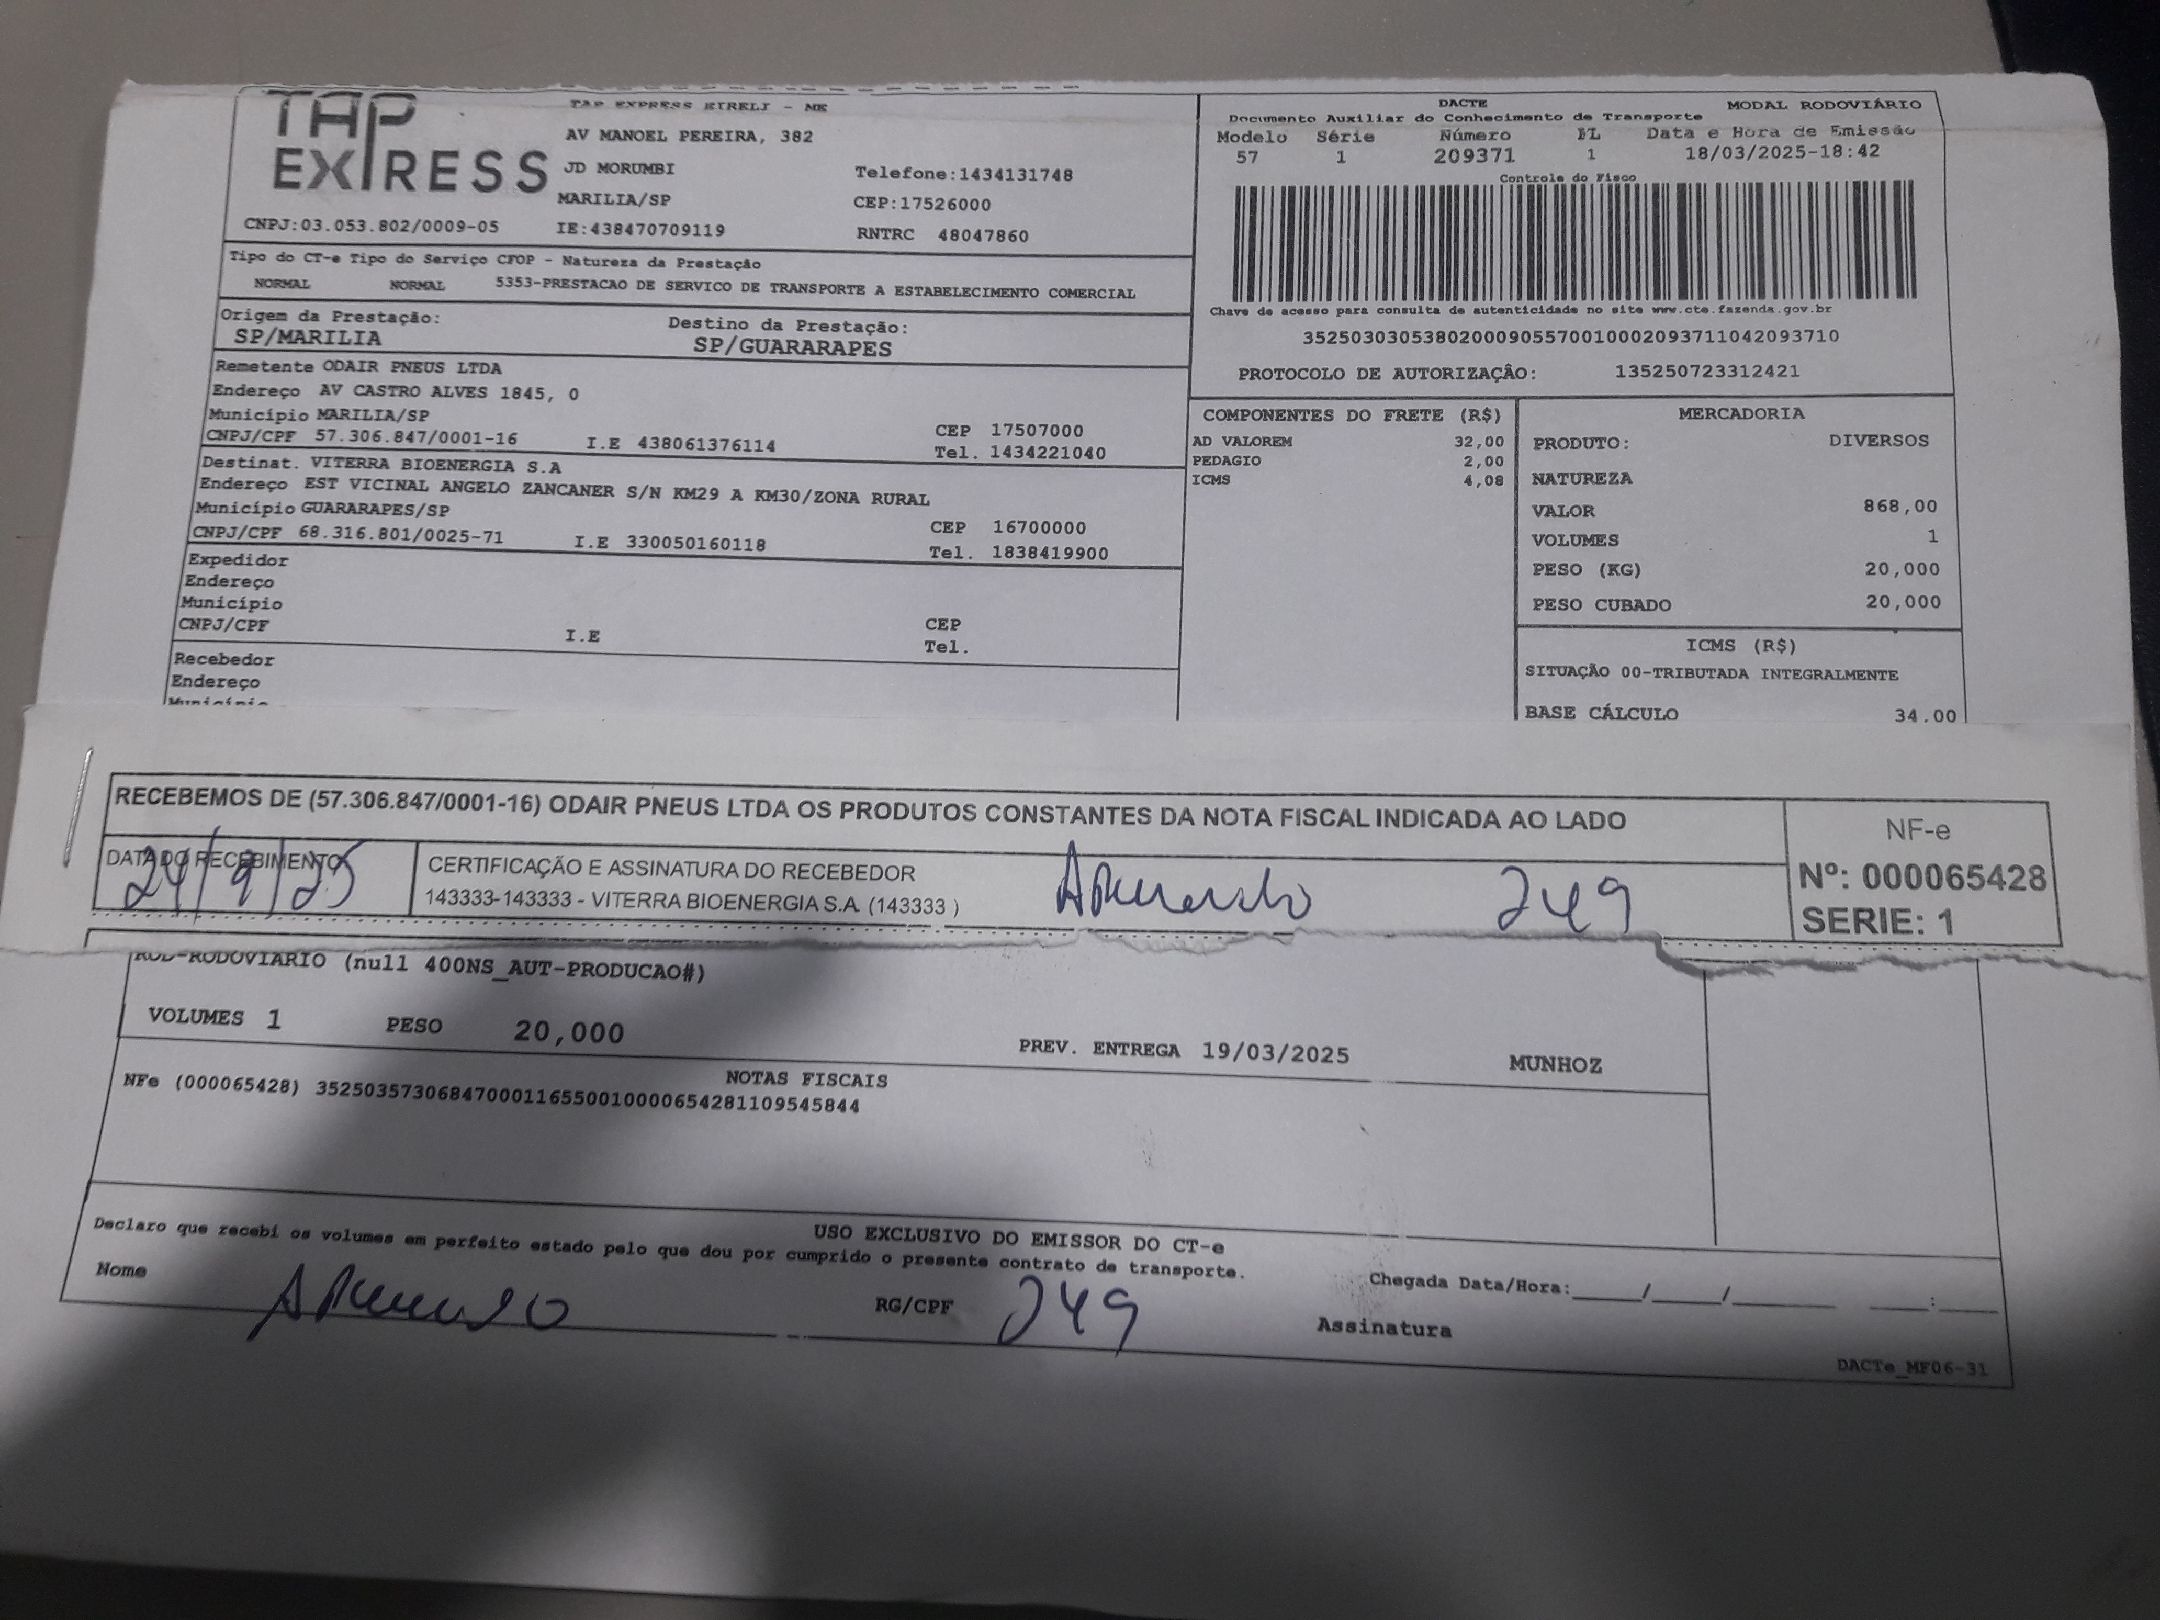 TAP EXPRESS
TAP EXPRESS EIRELI - ME
AV MANOEL PEREIRA, 382
JD MORUMBI Telefone:1434131748
MARILIA/SP CEP:17526000
CNPJ:03.053.802/0009-05 IE:438470709119 RNTRC 48047860
DACTE MODAL RODOVIÁRIO
Documento Auxiliar do Conhecimento de Transporte
Modelo Série Número FL Data e Hora de Emissão
57 1 209371 1 18/03/2025-18:42
Controle do Fisco
Chave de acesso para consulta de autenticidade no site www.cte.fazenda.gov.br
35250303053802000905570010002093711042093710
PROTOCOLO DE AUTORIZAÇÃO: 135250723312421
Tipo do CT-e Tipo do Serviço CFOP - Natureza da Prestação
NORMAL NORMAL 5353-PRESTACAO DE SERVICO DE TRANSPORTE A ESTABELECIMENTO COMERCIAL
Origem da Prestação: Destino da Prestação:
SP/MARILIA SP/GUARARAPES
Remetente ODAIR PNEUS LTDA
Endereço AV CASTRO ALVES 1845, 0
Município MARILIA/SP CEP 17507000
CNPJ/CPF 57.306.847/0001-16 I.E 438061376114 Tel. 1434221040
Destinat. VITERRA BIOENERGIA S.A
Endereço EST VICINAL ANGELO ZANCANER S/N KM29 A KM30/ZONA RURAL
Município GUARARAPES/SP CEP 16700000
CNPJ/CPF 68.316.801/0025-71 I.E 330050160118 Tel. 1838419900
Expedidor
Endereço
Município CEP
CNPJ/CPF I.E Tel.
Recebedor
Endereço
Município
COMPONENTES DO FRETE (R$)
AD VALOREM 32,00
PEDAGIO 2,00
ICMS 4,08
MERCADORIA
PRODUTO: DIVERSOS
NATUREZA
VALOR 868,00
VOLUMES 1
PESO (KG) 20,000
PESO CUBADO 20,000
ICMS (R$)
SITUAÇÃO 00-TRIBUTADA INTEGRALMENTE
BASE CÁLCULO 34.00
RECEBEMOS DE (57.306.847/0001-16) ODAIR PNEUS LTDA OS PRODUTOS CONSTANTES DA NOTA FISCAL INDICADA AO LADO
DATA DO RECEBIMENTO
CERTIFICAÇÃO E ASSINATURA DO RECEBEDOR
143333-143333 - VITERRA BIOENERGIA S.A. (143333 )
249
NF-e
Nº: 000065428
SERIE: 1
ROD-RODOVIARIO (null 400NS_AUT-PRODUCAO#)
VOLUMES 1 PESO 20,000 PREV. ENTREGA 19/03/2025 MUNHOZ
NOTAS FISCAIS
NFe (000065428) 35250357306847000116550010000654281109545844
USO EXCLUSIVO DO EMISSOR DO CT-e
Declaro que recebi os volumes em perfeito estado pelo que dou por cumprido o presente contrato de transporte.
Nome RG/CPF 249 Chegada Data/Hora:_____/_____/_______ ____:____
Assinatura
DACTe_MF06-31